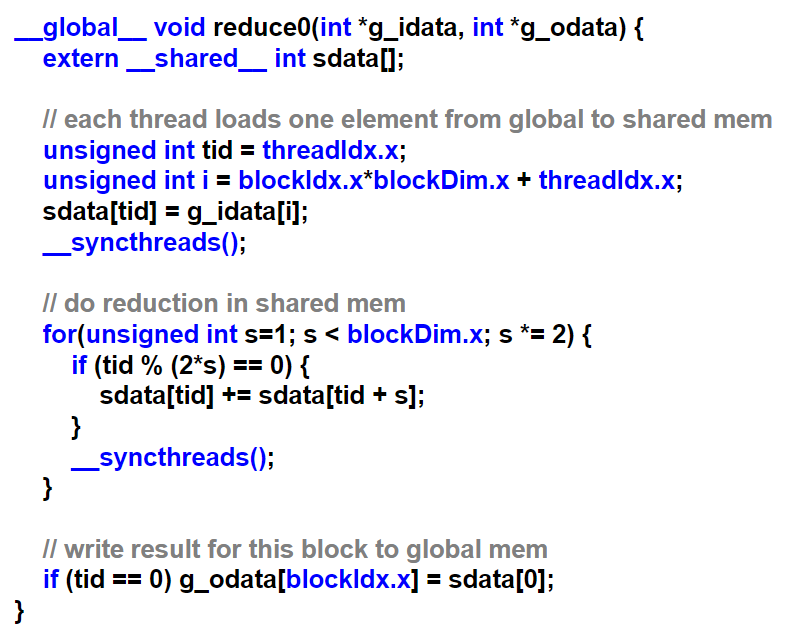 __global__ void reduce0(int *g_idata, int *g_odata) {
extern __shared__ int sdata[];
// each thread loads one element from global to shared mem
unsigned int tid = threadIdx.x;
unsigned int i = blockIdx.x*blockDim.x + threadIdx.x;
sdata[tid] = g_idata[i];
__syncthreads();
// do reduction in shared mem
for(unsigned int s=1; s < blockDim.x; s *= 2) {
if (tid % (2*s) == 0) {
sdata[tid] += sdata[tid + s];
}
__syncthreads();
}
// write result for this block to global mem
if (tid == 0) g_odata[blockIdx.x] = sdata[0];
}